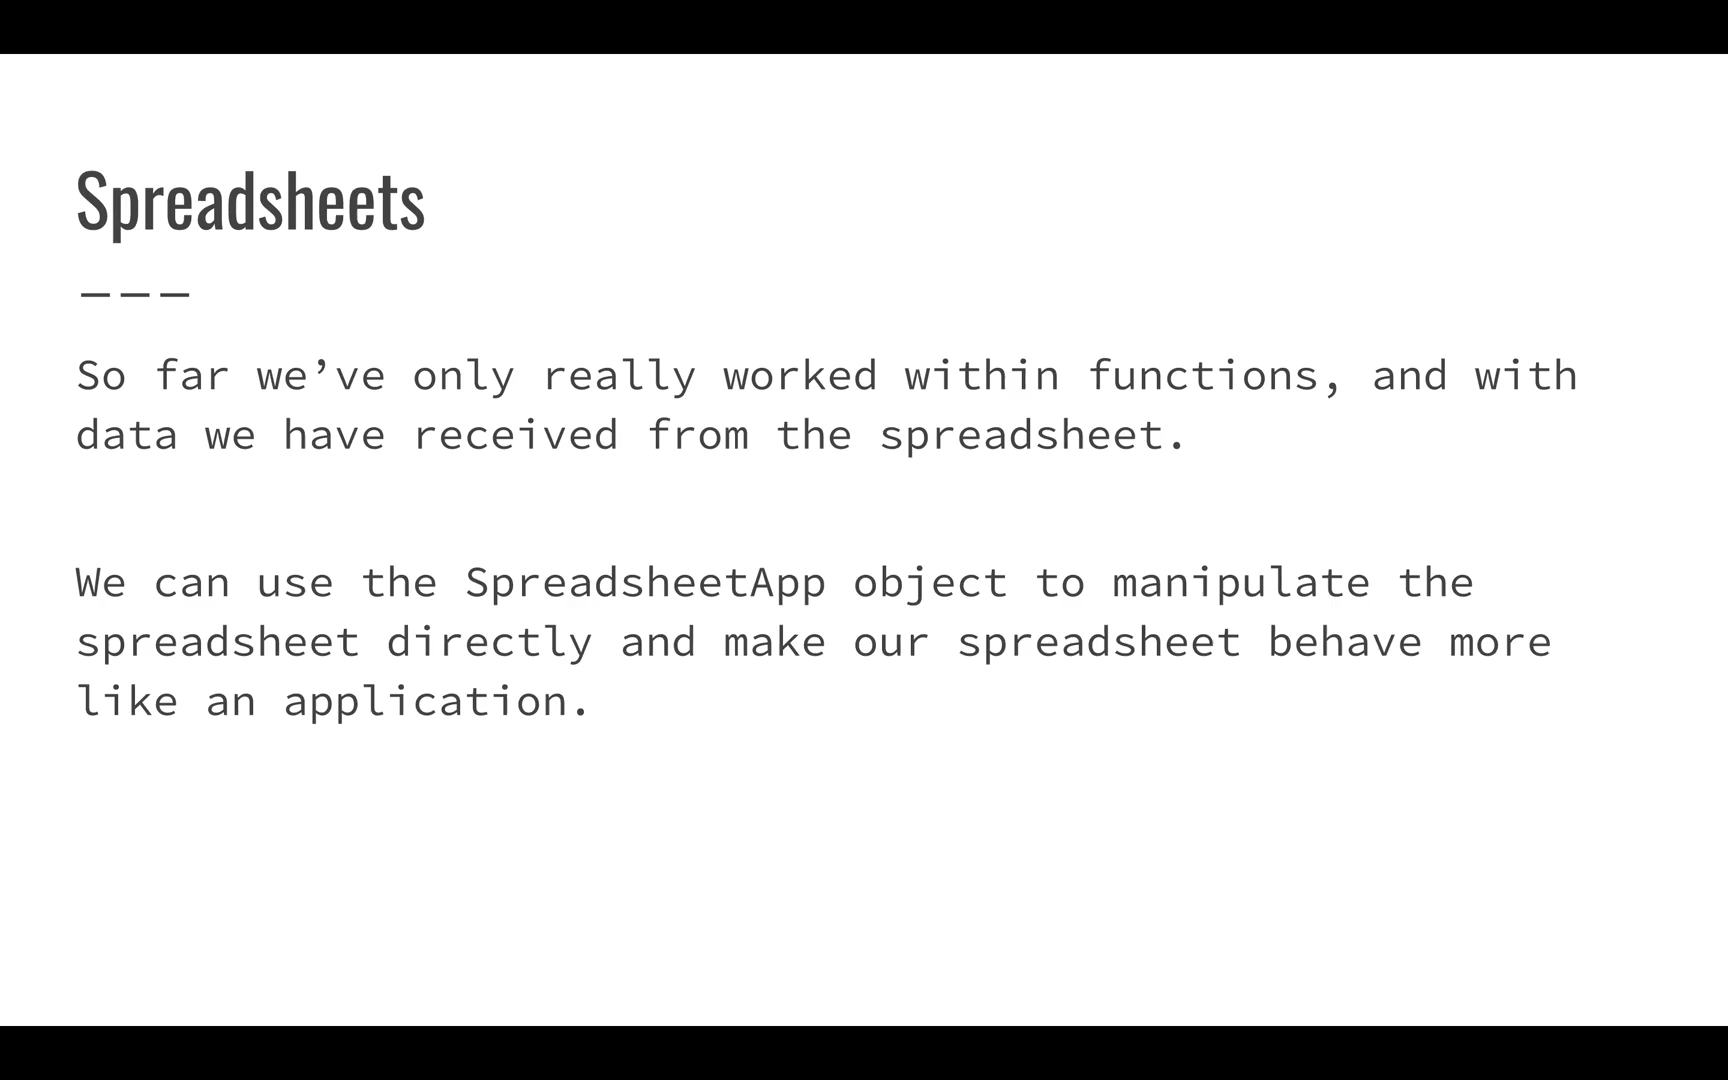 Spreadsheets
———
So far we’ve only really worked within functions, and with
data we have received from the spreadsheet.
We can use the SpreadsheetApp object to manipulate the
spreadsheet directly and make our spreadsheet behave more
like an application.